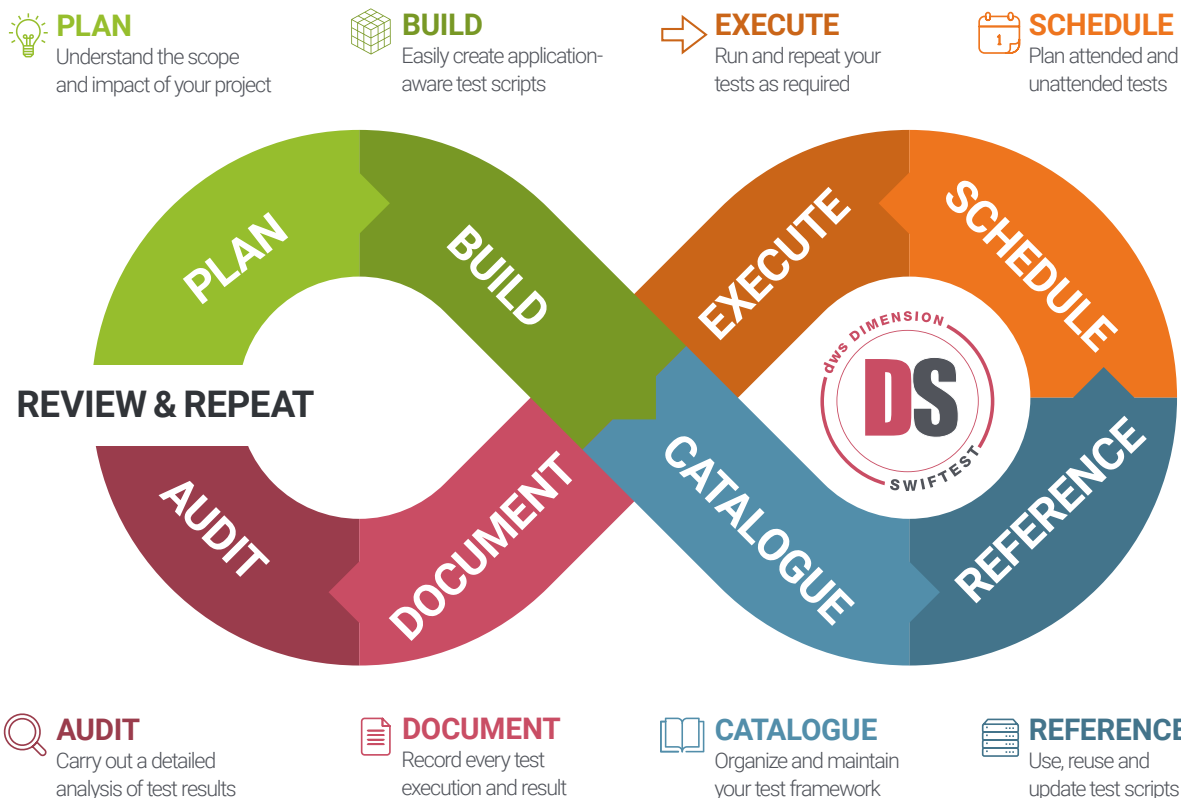 PLAN
Understand the scope
and impact of your project
BUILD
Easily create application-
aware test scripts
EXECUTE
Run and repeat your
tests as required
SCHEDULE
Plan attended and
unattended tests
1
PLAN
BUILD
EXECUTE
SCHEDULE
REVIEW & REPEAT
dws DIMENSION
DS
SWIFTEST
AUDIT
DOCUMENT
CATALOGUE
REFERENCE
AUDIT
Carry out a detailed
analysis of test results
DOCUMENT
Record every test
execution and result
CATALOGUE
Organize and maintain
your test framework
REFERENCE
Use, reuse and
update test scripts